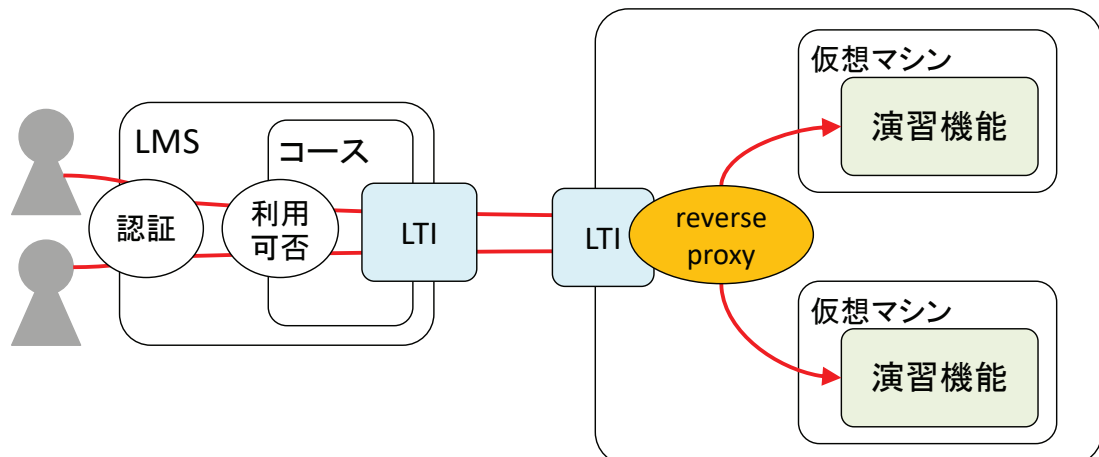 LMS
コース
認証
利用
可否
LTI
LTI
reverse
proxy
仮想マシン
演習機能
仮想マシン
演習機能